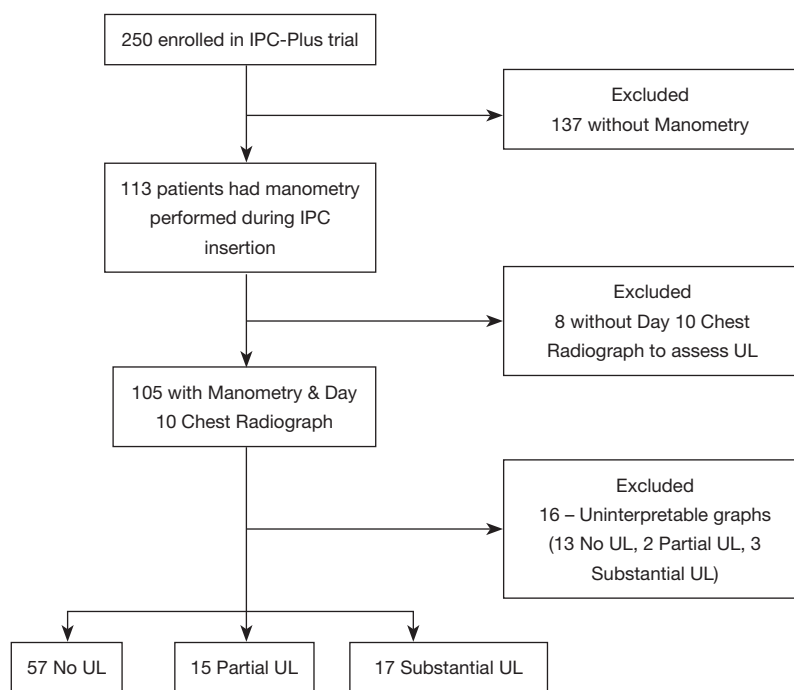 250 enrolled in IPC-Plus trial
Excluded
137 without Manometry
113 patients had manometry
performed during IPC
insertion
Excluded
8 without Day 10 Chest
Radiograph to assess UL
105 with Manometry & Day
10 Chest Radiograph
Excluded
16 – Uninterpretable graphs
(13 No UL, 2 Partial UL, 3
Substantial UL)
57 No UL
15 Partial UL
17 Substantial UL